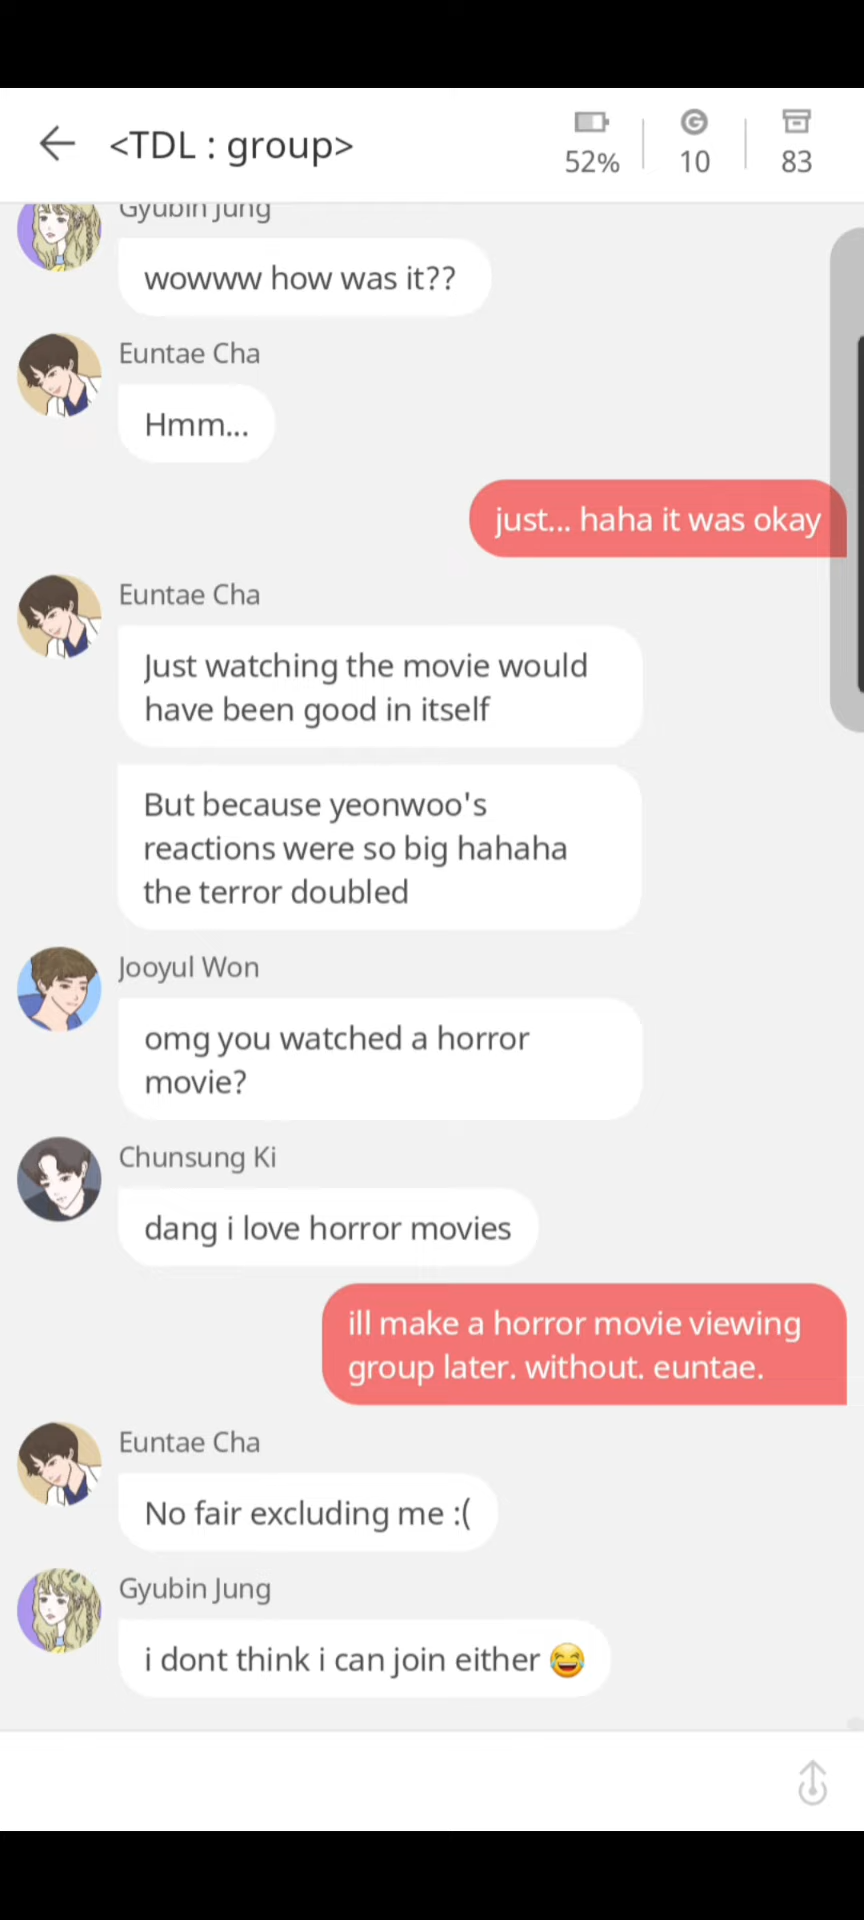 <TDL : group>
52%
10
83
Gyubin Jung
wowww how was it??
Euntae Cha
Hmm...
just... haha it was okay
Euntae Cha
Just watching the movie would
have been good in itself
But because yeonwoo's
reactions were so big hahaha
the terror doubled
Jooyul Won
omg you watched a horror
movie?
Chunsung Ki
dang i love horror movies
ill make a horror movie viewing
group later. without. euntae.
Euntae Cha
No fair excluding me :(
Gyubin Jung
i dont think i can join either 😂